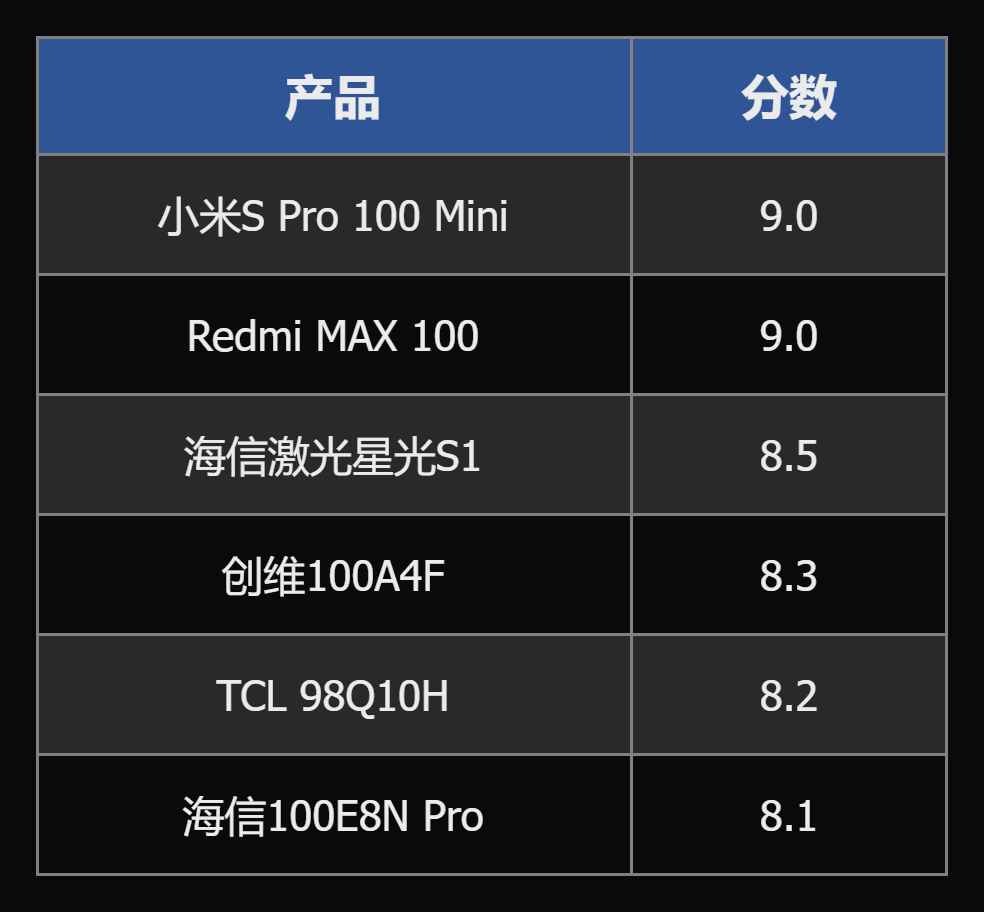 产品 分数
小米S Pro 100 Mini 9.0
Redmi MAX 100 9.0
海信激光星光S1 8.5
创维100A4F 8.3
TCL 98Q10H 8.2
海信100E8N Pro 8.1